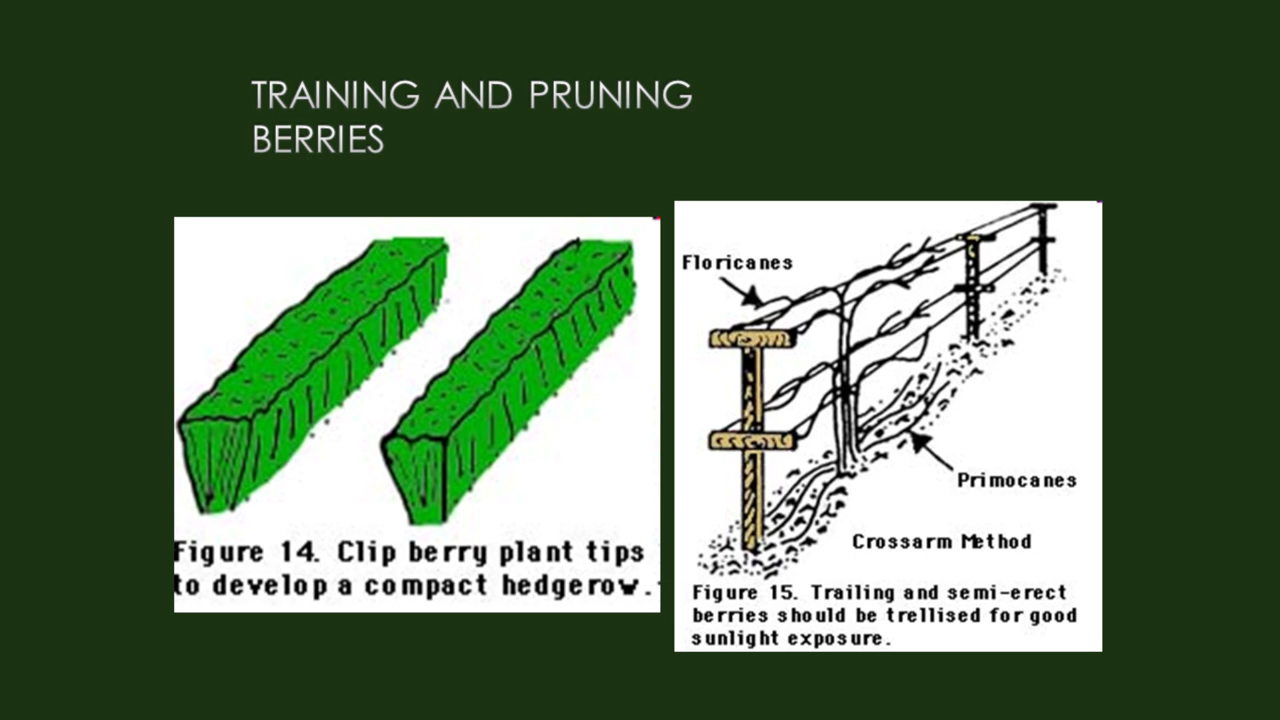 TRAINING AND PRUNING
BERRIES
Figure 14. Clip berry plant tips
to develop a compact hedgerow.
Floricanes
Primocanes
Crossarm Method
Figure 15. Trailing and semi-erect
berries should be trellised for good
sunlight exposure.